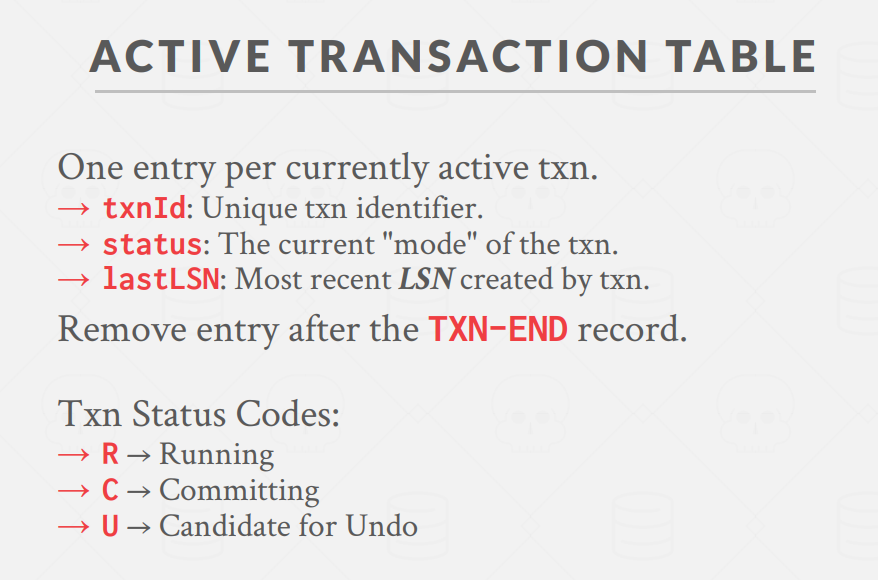 ACTIVE TRANSACTION TABLE
One entry per currently active txn.
→ txnId: Unique txn identifier.
→ status: The current "mode" of the txn.
→ lastLSN: Most recent LSN created by txn.
Remove entry after the TXN-END record.
Txn Status Codes:
→ R → Running
→ C → Committing
→ U → Candidate for Undo